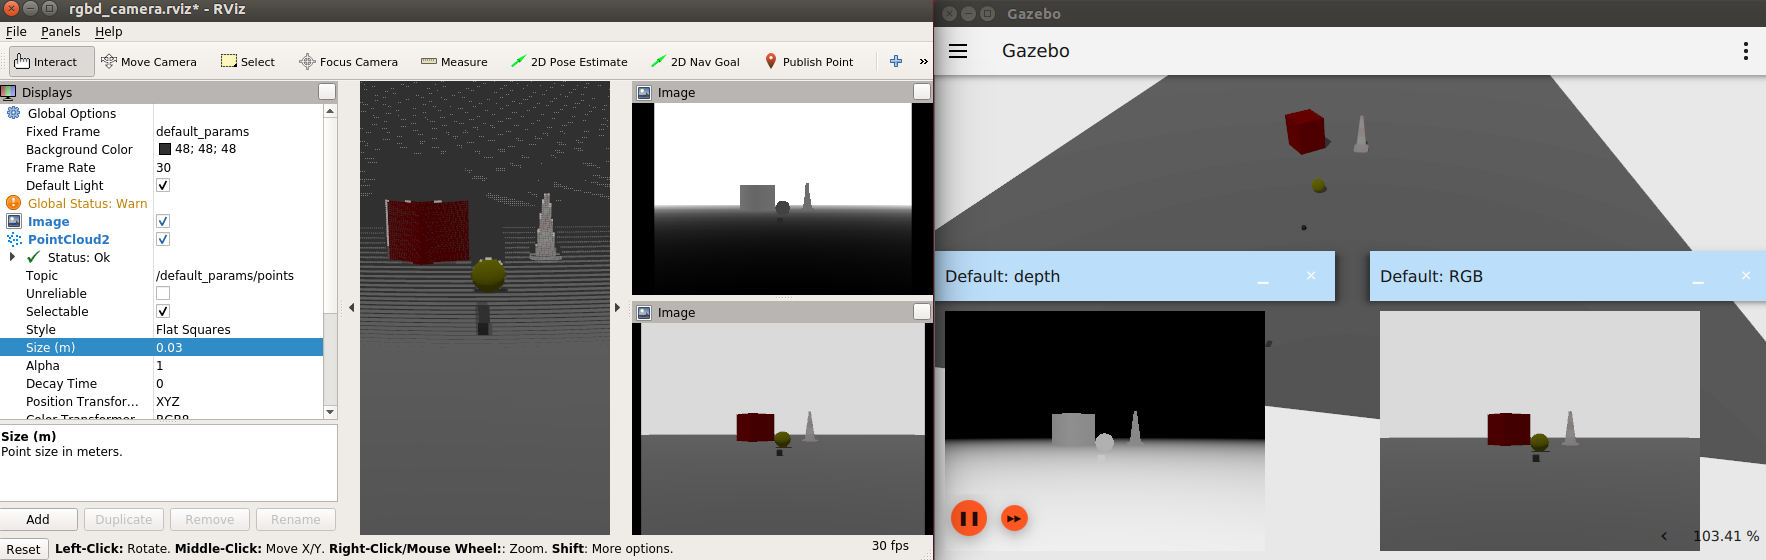 rgbd_camera.rviz* - RViz
File Panels Help
Interact Move Camera Select Focus Camera Measure 2D Pose Estimate 2D Nav Goal Publish Point »
Displays
Global Options
Fixed Frame default_params
Background Color 48; 48; 48
Frame Rate 30
Default Light
Global Status: Warn
Image
PointCloud2
Status: Ok
Topic /default_params/points
Unreliable
Selectable
Style Flat Squares
Size (m) 0.03
Alpha 1
Decay Time 0
Position Transfor... XYZ
Color Transformer RGB8
Size (m)
Point size in meters.
Add Duplicate Remove Rename
Reset Left-Click: Rotate. Middle-Click: Move X/Y. Right-Click/Mouse Wheel:: Zoom. Shift: More options. 30 fps
Image
Image
Gazebo
Gazebo
Default: depth
Default: RGB
103.41 %